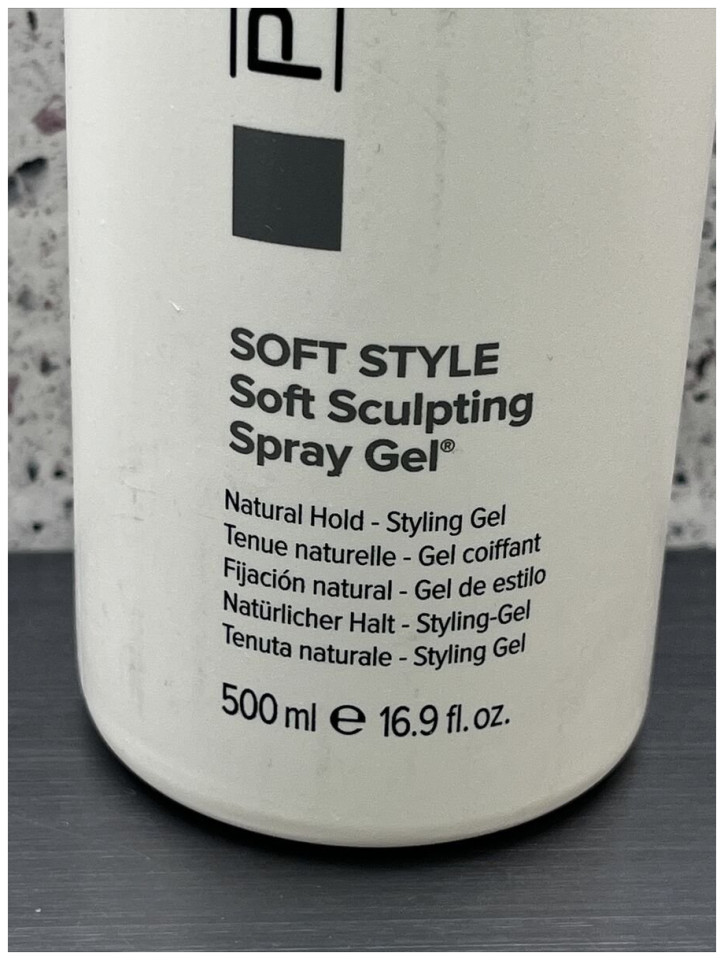 P
SOFT STYLE
Soft Sculpting
Spray Gel®
Natural Hold - Styling Gel
Tenue naturelle - Gel coiffant
Fijación natural - Gel de estilo
Natürlicher Halt - Styling-Gel
Tenuta naturale - Styling Gel
500 ml ℮ 16.9 fl. oz.